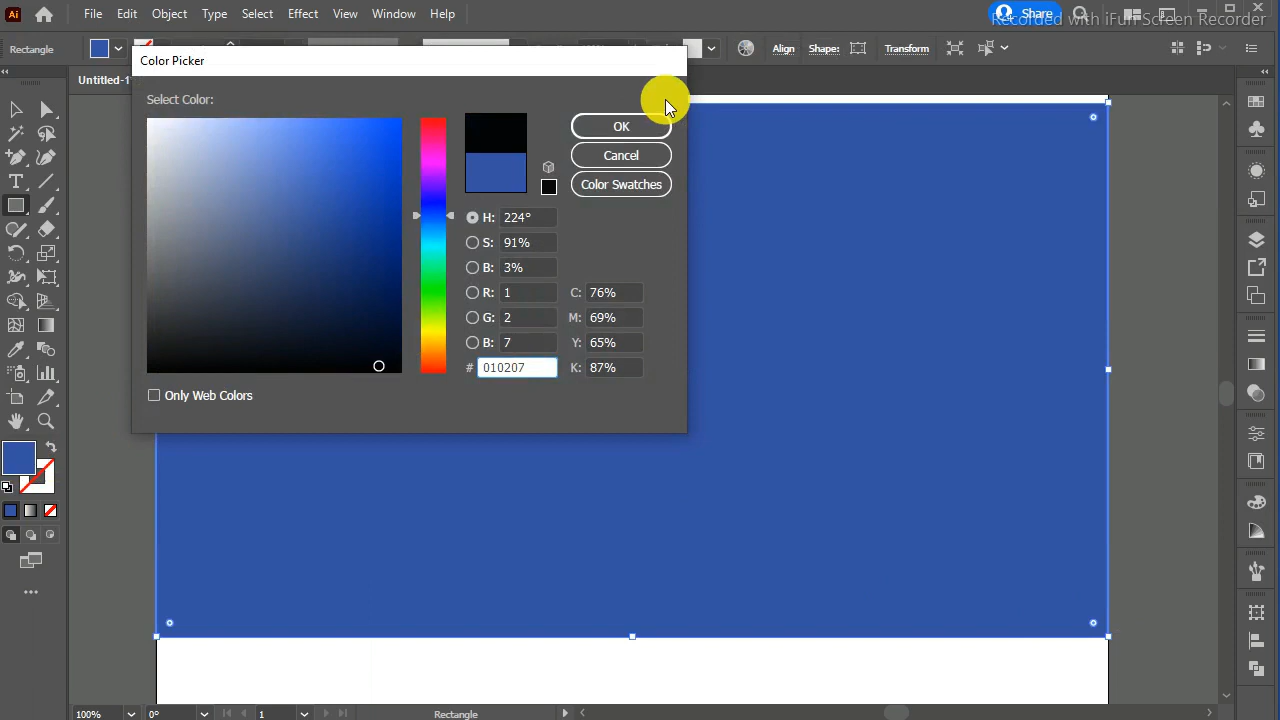 Ai File Edit Object Type Select Effect View Window Help Share
Recorded with iFun Screen Recorder
Rectangle Align Shape: Transform
Untitled-1
Color Picker
Select Color:
OK
Cancel
Color Swatches
H: 224°
S: 91%
B: 3%
R: 1 C: 76%
G: 2 M: 69%
B: 7 Y: 65%
# 010207 K: 87%
Only Web Colors
100% 0° 1 Rectangle